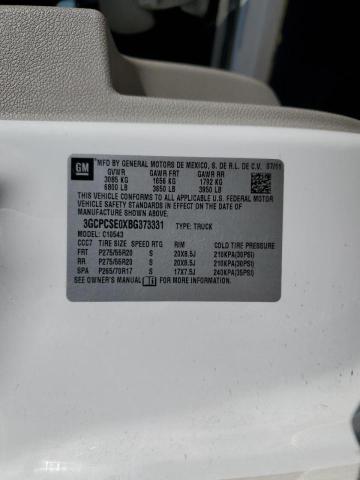 GM
MFD BY GENERAL MOTORS DE MEXICO, S. DE R.L. DE C.V. 07/11
GVWR GAWR FRT GAWR RR
3085 KG 1656 KG 1792 KG
6800 LB 3650 LB 3950 LB
THIS VEHICLE CONFORMS TO ALL APPLICABLE U.S. FEDERAL MOTOR
VEHICLE SAFETY AND THEFT PREVENTION STANDARDS IN EFFECT ON
THE DATE OF MANUFACTURE SHOWN ABOVE.
3GCPCSE0XBG373331 TYPE: TRUCK
MODEL: C10543
CCC7 TIRE SIZE SPEED RTG RIM COLD TIRE PRESSURE
FRT P275/55R20 S 20X8.5J 210KPA(30PSI)
RR P275/55R20 S 20X8.5J 210KPA(30PSI)
SPA P265/70R17 S 17X7.5J 240KPA(35PSI)
SEE OWNER'S MANUAL FOR MORE INFORMATION.